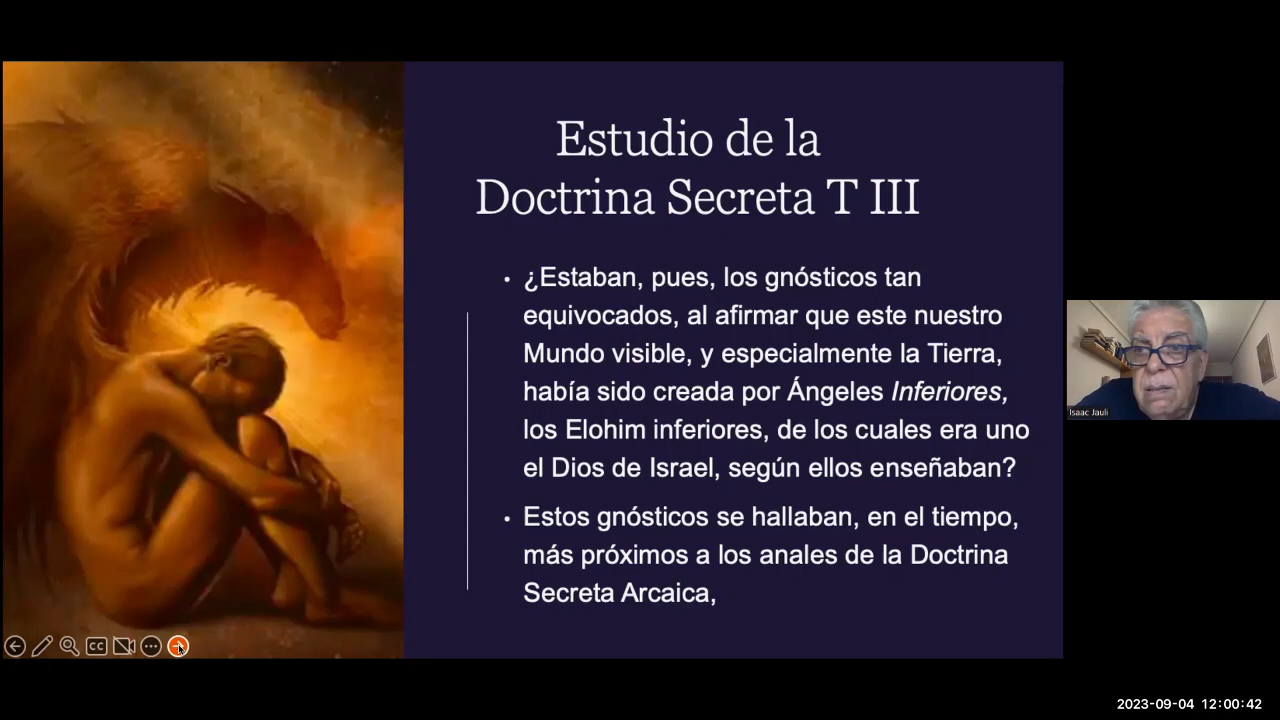 Estudio de la
Doctrina Secreta T III
• ¿Estaban, pues, los gnósticos tan
equivocados, al afirmar que este nuestro
Mundo visible, y especialmente la Tierra,
había sido creada por Ángeles Inferiores,
los Elohim inferiores, de los cuales era uno
el Dios de Israel, según ellos enseñaban?
• Estos gnósticos se hallaban, en el tiempo,
más próximos a los anales de la Doctrina
Secreta Arcaica,
Isaac Jauli
CC
2023-09-04 12:00:42